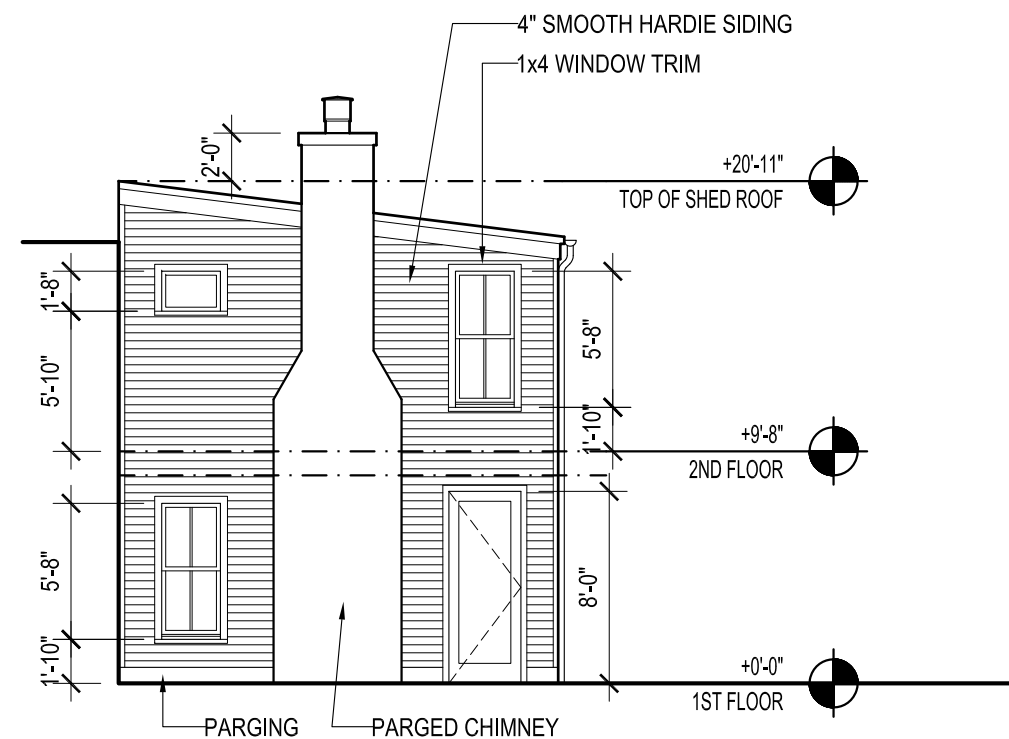 4" SMOOTH HARDIE SIDING
1x4 WINDOW TRIM
2'-0"
+20'-11"
TOP OF SHED ROOF
1'-8"
5'-8"
5'-10"
1'-10"
+9'-8"
2ND FLOOR
5'-8"
8'-0"
1'-10"
+0'-0"
1ST FLOOR
PARGING
PARGED CHIMNEY